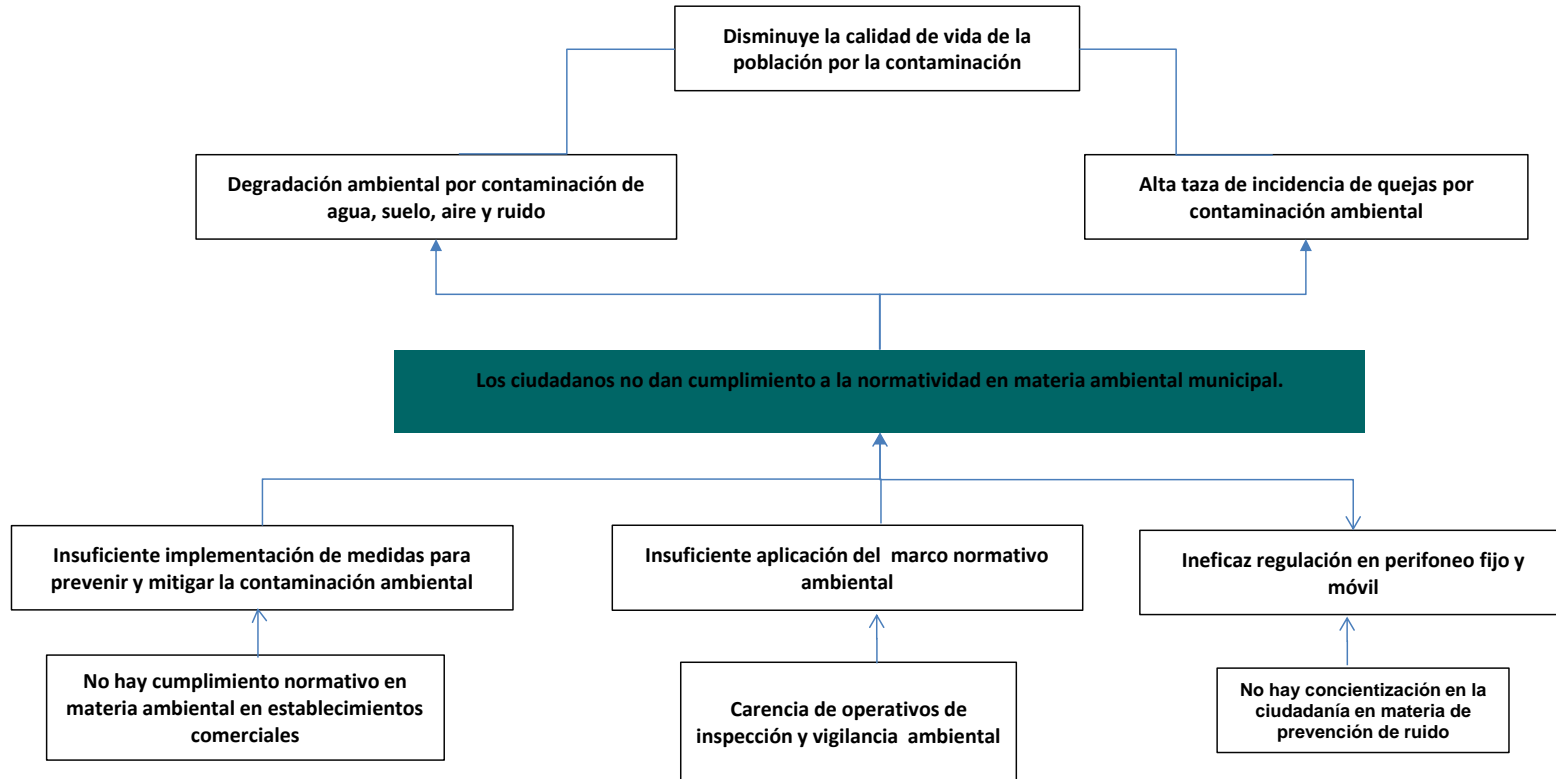 Disminuye la calidad de vida de la
población por la contaminación
Degradación ambiental por contaminación de
agua, suelo, aire y ruido
Alta taza de incidencia de quejas por
contaminación ambiental
Los ciudadanos no dan cumplimiento a la normatividad en materia ambiental municipal.
Insuficiente implementación de medidas para
prevenir y mitigar la contaminación ambiental
Insuficiente aplicación del marco normativo
ambiental
Ineficaz regulación en perifoneo fijo y
móvil
No hay cumplimiento normativo en
materia ambiental en establecimientos
comerciales
Carencia de operativos de
inspección y vigilancia ambiental
No hay concientización en la
ciudadanía en materia de
prevención de ruido